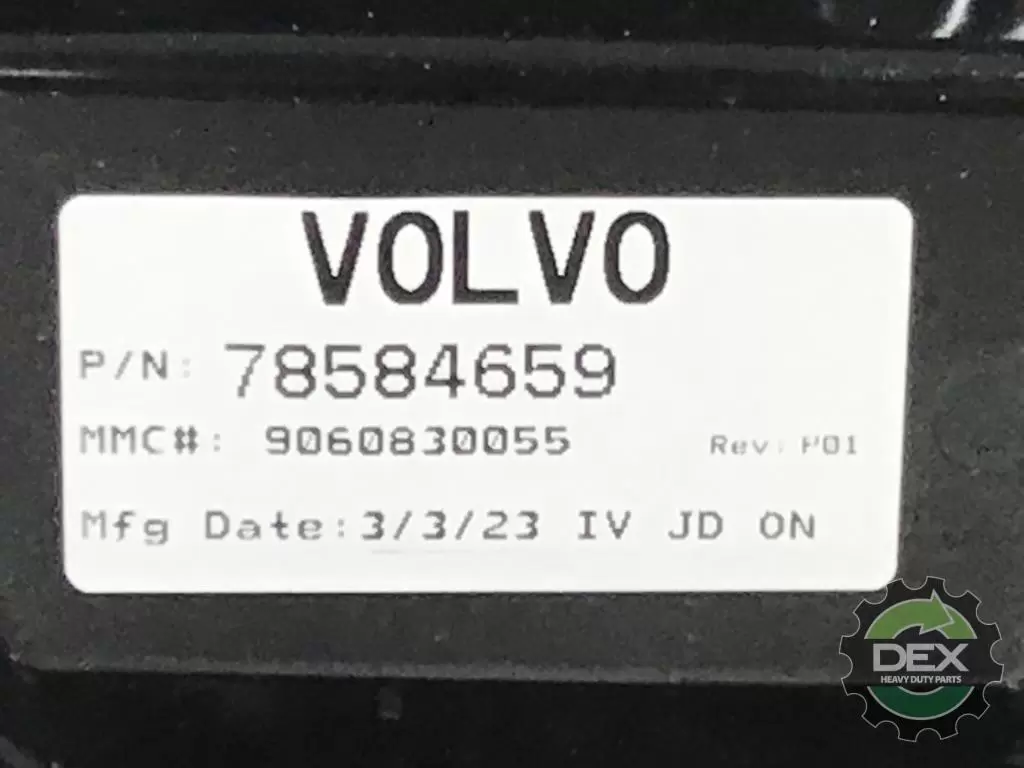 VOLVO
P/N: 78584659
MMC#: 9060830055 Rev: P01
Mfg Date: 3/3/23 IV JD ON
DEX
HEAVY DUTY PARTS